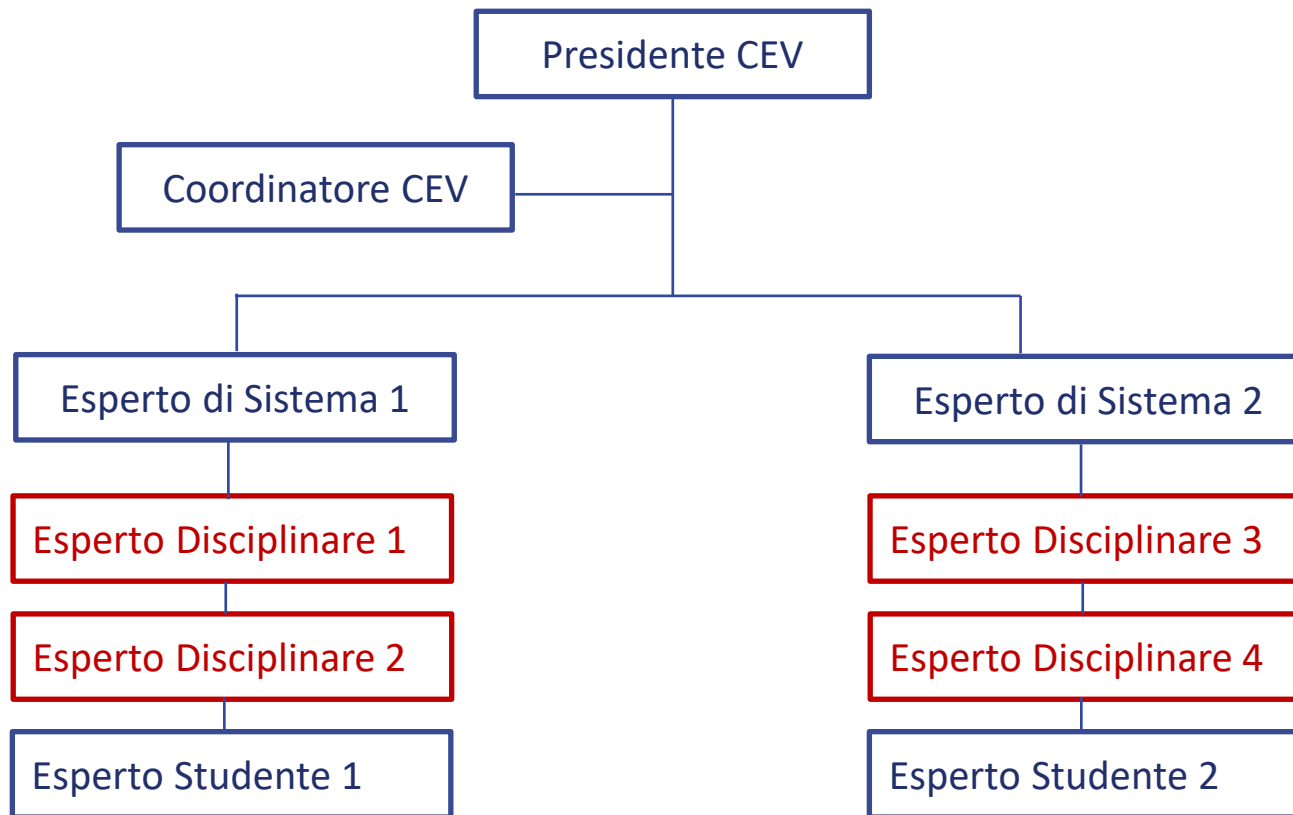 Presidente CEV
Coordinatore CEV
Esperto di Sistema 1
Esperto di Sistema 2
Esperto Disciplinare 1
Esperto Disciplinare 3
Esperto Disciplinare 2
Esperto Disciplinare 4
Esperto Studente 1
Esperto Studente 2